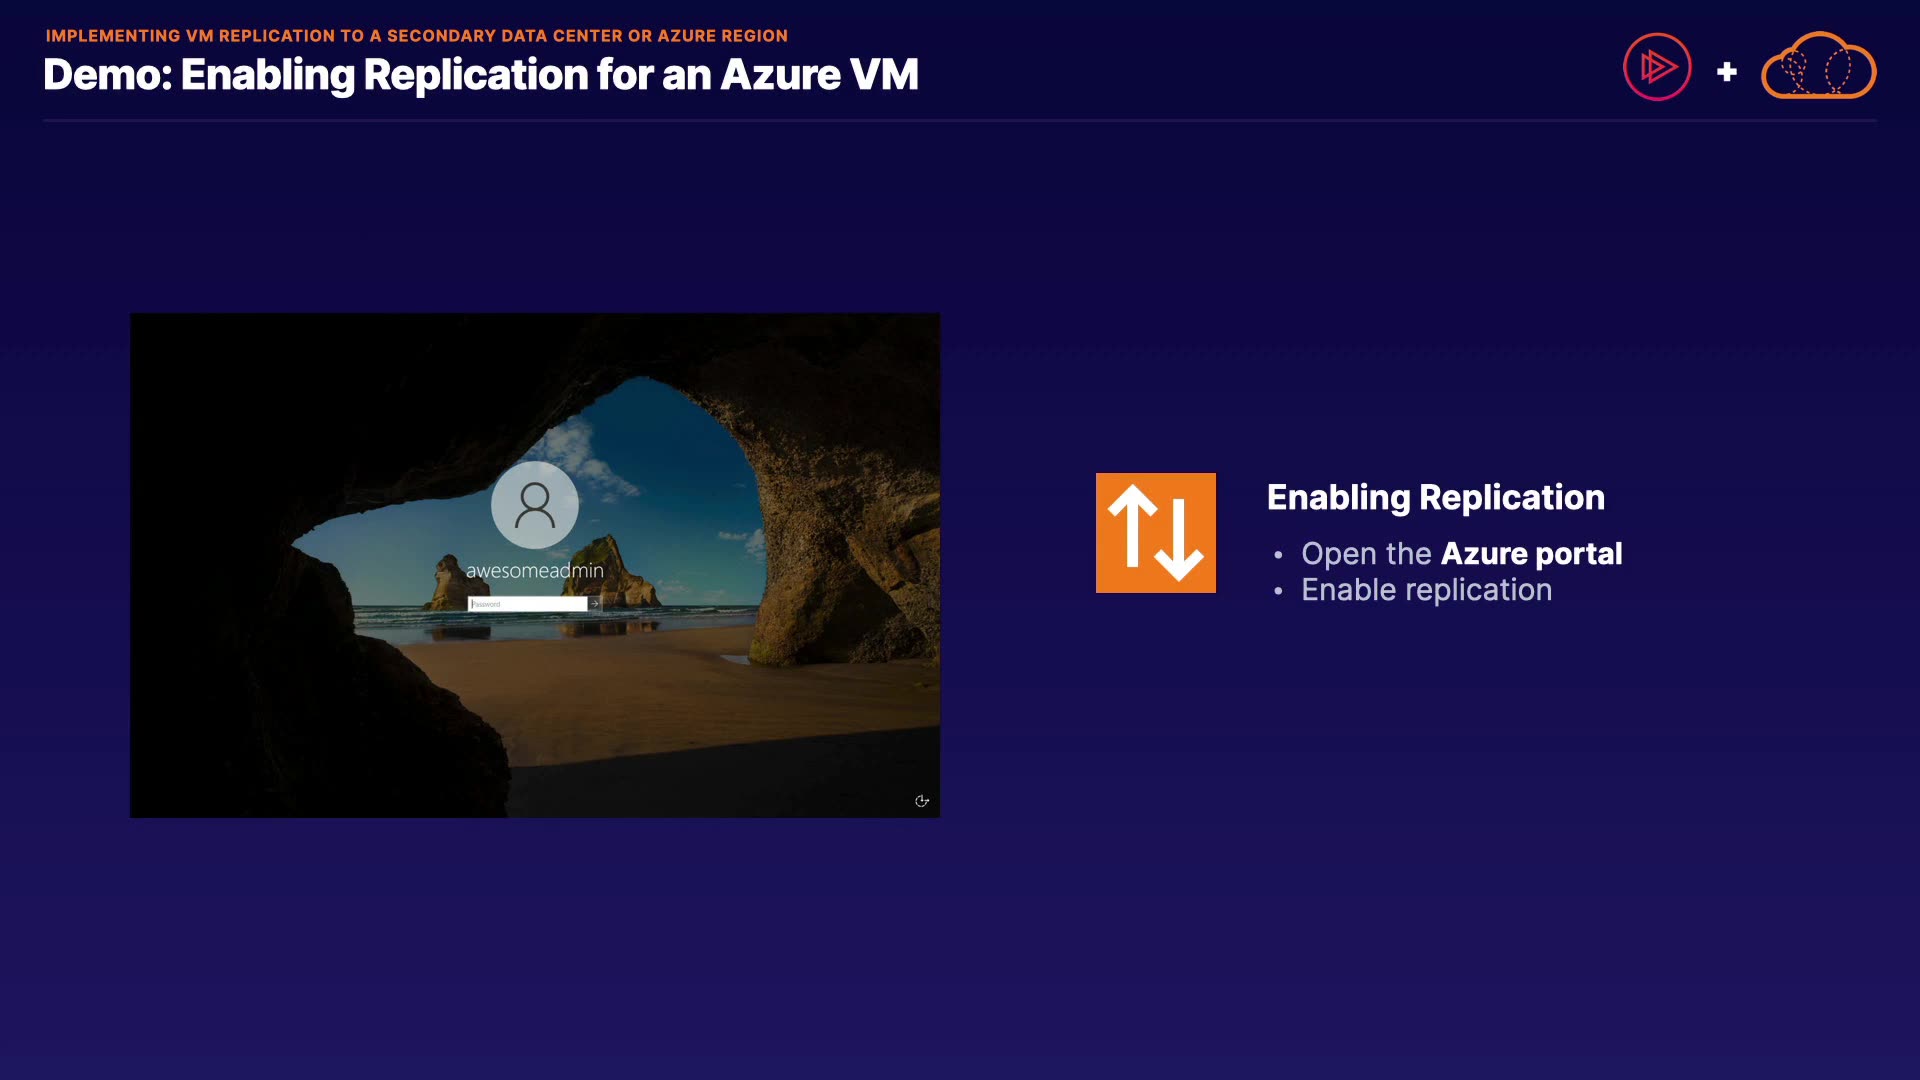 IMPLEMENTING VM REPLICATION TO A SECONDARY DATA CENTER OR AZURE REGION
Demo: Enabling Replication for an Azure VM
+
awesomeadmin
Password
Enabling Replication
• Open the Azure portal
• Enable replication